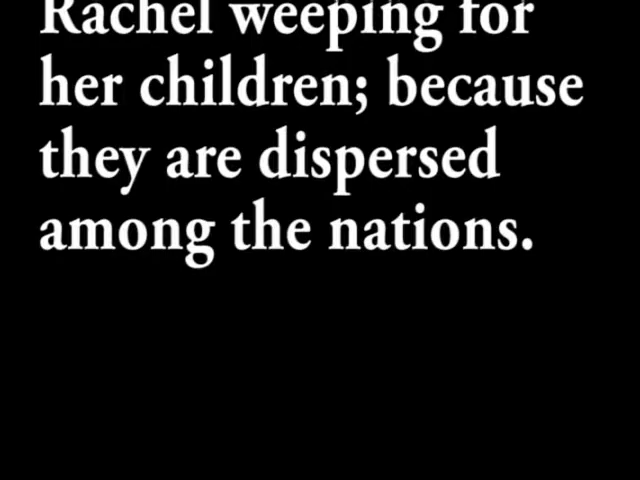 Rachel weeping for
her children; because
they are dispersed
among the nations.